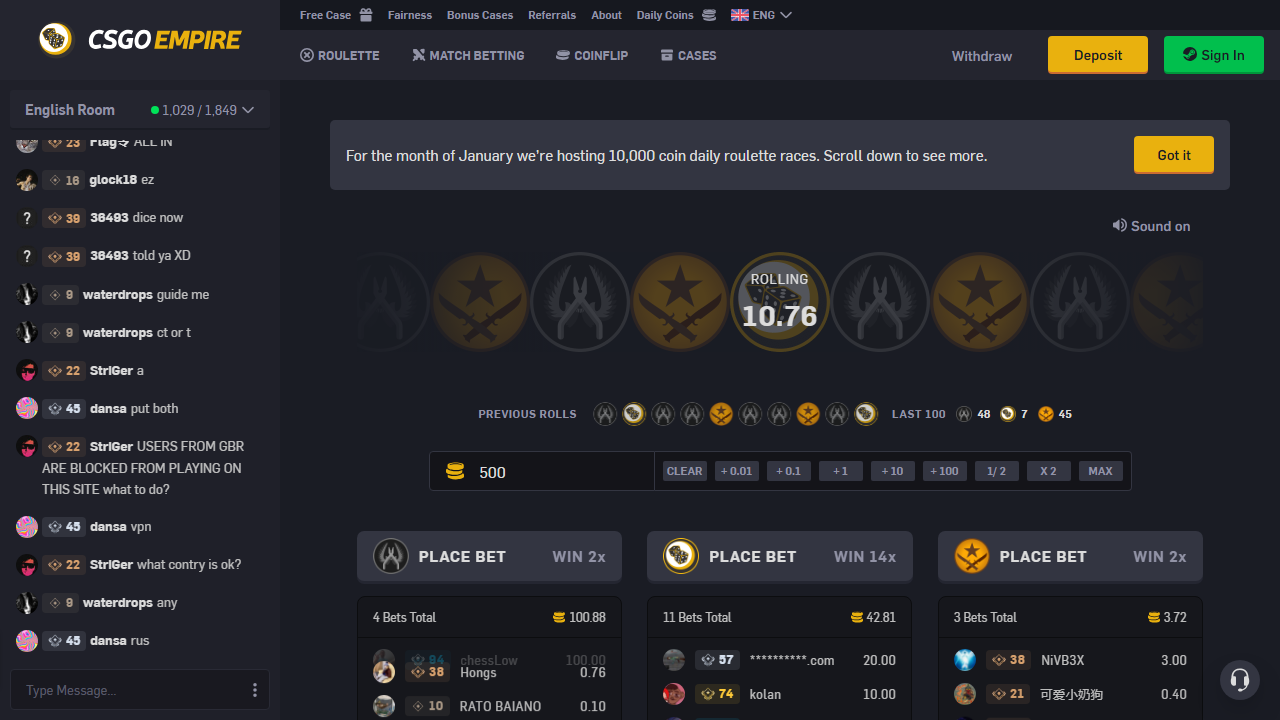 CSGOEMPIRE
Free Case Fairness Bonus Cases Referrals About Daily Coins ENG
ROULETTE MATCH BETTING COINFLIP CASES Withdraw Deposit Sign In
English Room 1,029 / 1,849
23 Flag ALL IN
16 glock18 ez
? 39 36493 dice now
? 39 36493 told ya XD
9 waterdrops guide me
9 waterdrops ct or t
22 StriGer a
45 dansa put both
22 StriGer USERS FROM GBR
ARE BLOCKED FROM PLAYING ON
THIS SITE what to do?
45 dansa vpn
22 StriGer what contry is ok?
9 waterdrops any
45 dansa rus
Type Message...
For the month of January we're hosting 10,000 coin daily roulette races. Scroll down to see more. Got it
Sound on
ROLLING
10.76
PREVIOUS ROLLS LAST 100 48 7 45
500 CLEAR + 0.01 + 0.1 + 1 + 10 + 100 1/ 2 X 2 MAX
PLACE BET WIN 2x
4 Bets Total 100.88
94 chessLow 100.00
38 Hongs 0.76
10 RATO BAIANO 0.10
PLACE BET WIN 14x
11 Bets Total 42.81
57 **********.com 20.00
74 kolan 10.00
PLACE BET WIN 2x
3 Bets Total 3.72
38 NiVB3X 3.00
21 可爱小奶狗 0.40